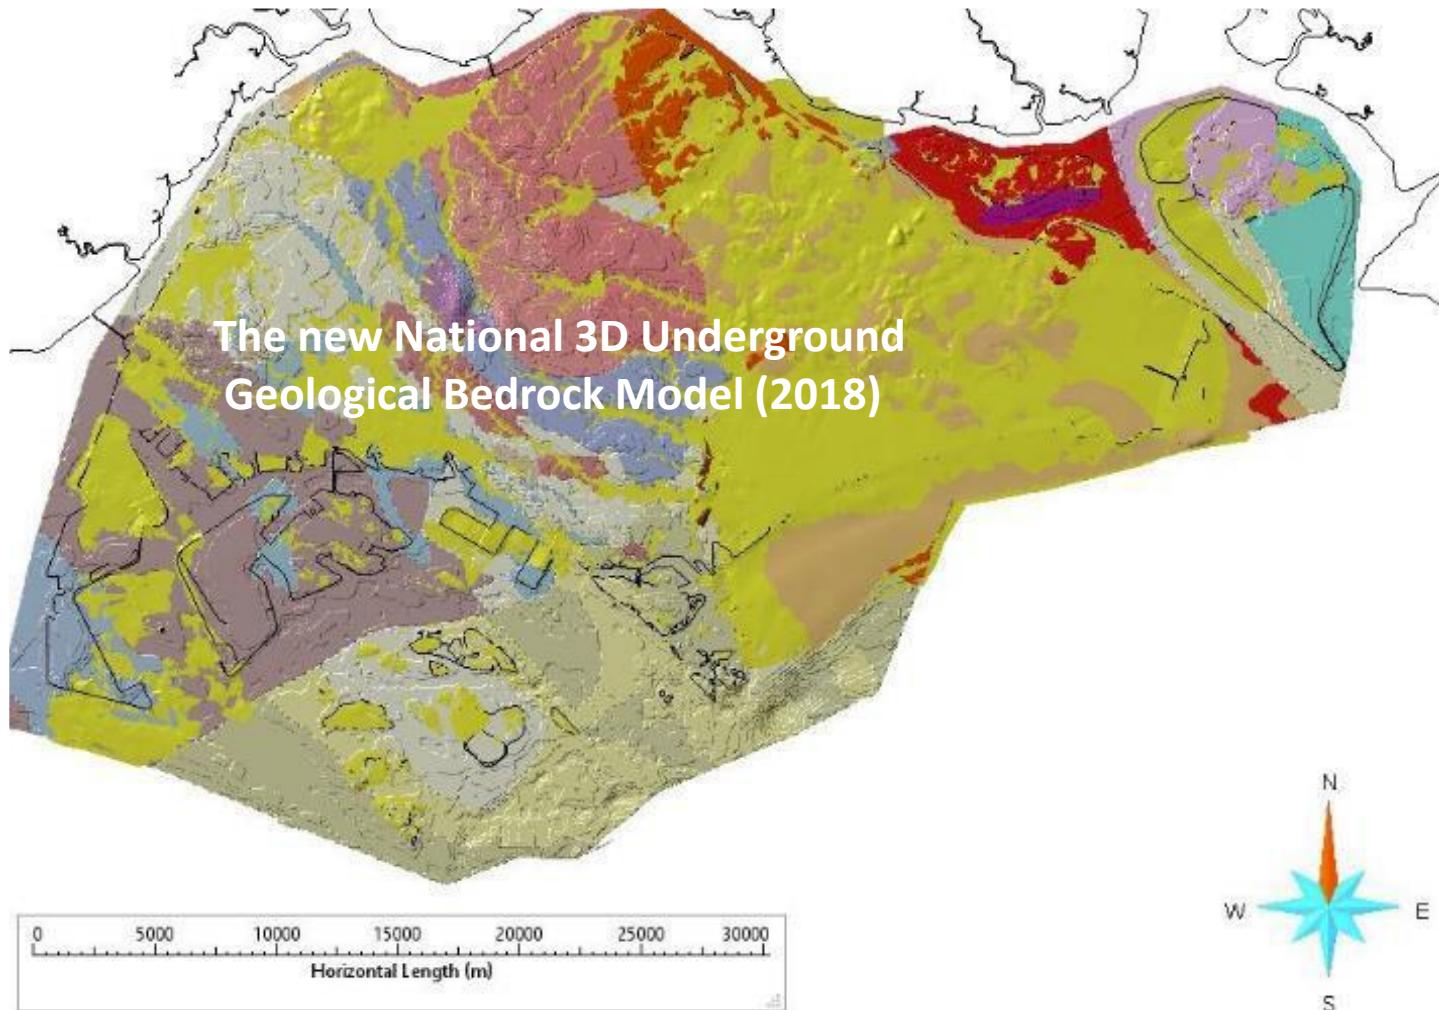 The new National 3D Underground
Geological Bedrock Model (2018)
N
W E
S
0 5000 10000 15000 20000 25000 30000
Horizontal Length (m)